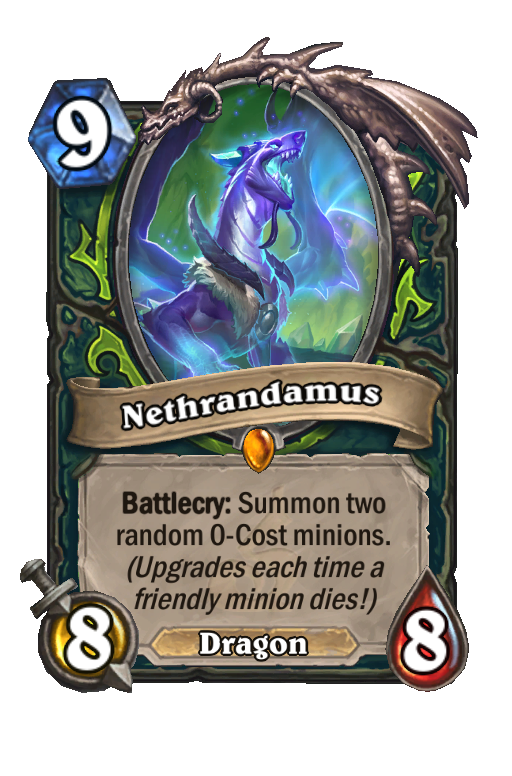 9
Nethrandamus
Battlecry: Summon two
random 0-Cost minions.
(Upgrades each time a
friendly minion dies!)
8
Dragon
8